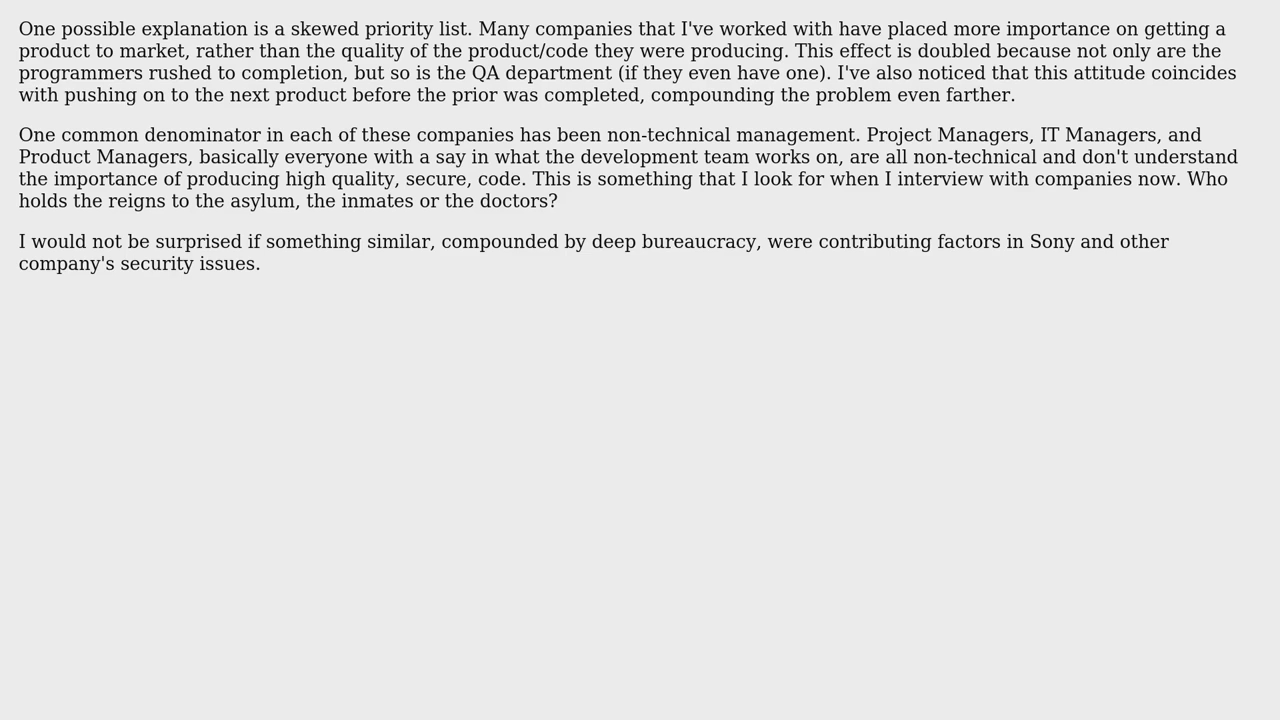 One possible explanation is a skewed priority list. Many companies that I've worked with have placed more importance on getting a
product to market, rather than the quality of the product/code they were producing. This effect is doubled because not only are the
programmers rushed to completion, but so is the QA department (if they even have one). I've also noticed that this attitude coincides
with pushing on to the next product before the prior was completed, compounding the problem even farther.
One common denominator in each of these companies has been non-technical management. Project Managers, IT Managers, and
Product Managers, basically everyone with a say in what the development team works on, are all non-technical and don't understand
the importance of producing high quality, secure, code. This is something that I look for when I interview with companies now. Who
holds the reigns to the asylum, the inmates or the doctors?
I would not be surprised if something similar, compounded by deep bureaucracy, were contributing factors in Sony and other
company's security issues.